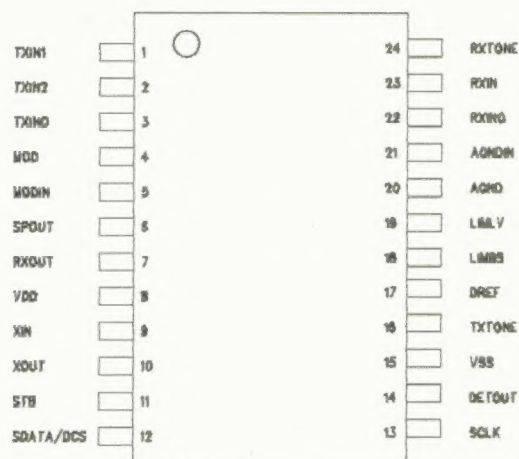 TXIN1 1 24 RXTONE
TXIN2 2 23 RXIN
TXINO 3 22 RXINO
MOD 4 21 AGNDIN
MODIN 5 20 AGND
SPOUT 6 19 LIMLV
RXOUT 7 18 LIMBS
VDD 8 17 DREF
XIN 9 16 TXTONE
XOUT 10 15 VSS
STB 11 14 DETOUT
SDATA/DCS 12 13 SCLK